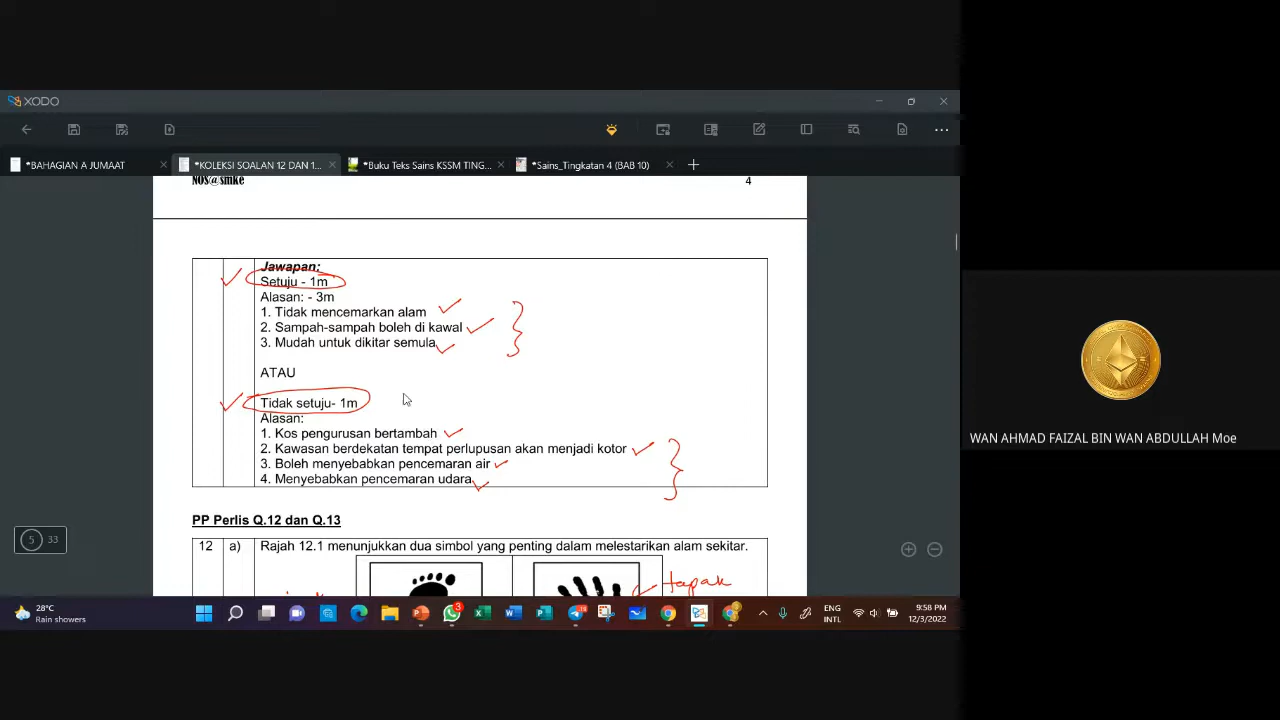 XODO
*BAHAGIAN A JUMAAT
*KOLEKSI SOALAN 12 DAN 1...
*Buku Teks Sains KSSM TING...
*Sains_Tingkatan 4 (BAB 10)
NOS@smke
4
Jawapan:
Setuju - 1m
Alasan: - 3m
1. Tidak mencemarkan alam
2. Sampah-sampah boleh di kawal
3. Mudah untuk dikitar semula
ATAU
Tidak setuju- 1m
Alasan:
1. Kos pengurusan bertambah
2. Kawasan berdekatan tempat perlupusan akan menjadi kotor
3. Boleh menyebabkan pencemaran air
4. Menyebabkan pencemaran udara
WAN AHMAD FAIZAL BIN WAN ABDULLAH Moe
PP Perlis Q.12 dan Q.13
5 33
12 a) Rajah 12.1 menunjukkan dua simbol yang penting dalam melestarikan alam sekitar.
tapak
28°C
Rain showers
3
ENG
INTL
9:58 PM
12/3/2022